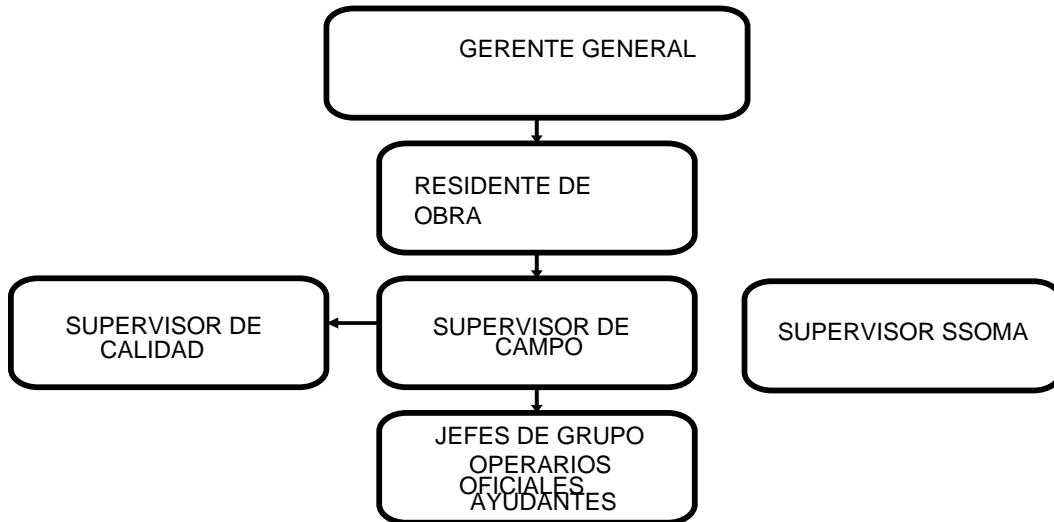 GERENTE GENERAL
RESIDENTE DE
OBRA
SUPERVISOR DE
CALIDAD
SUPERVISOR DE
CAMPO
SUPERVISOR SSOMA
JEFES DE GRUPO
OPERARIOS
OFICIALES
AYUDANTES